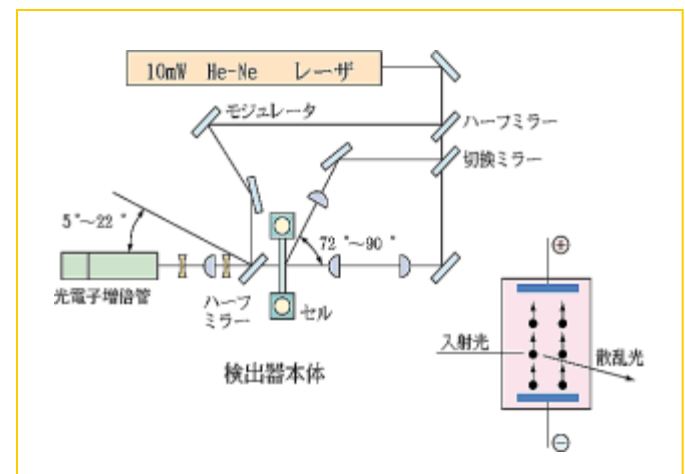 10mW He-Ne レーザ
モジュレータ
ハーフミラー
切換ミラー
5°～22°
72°～90°
光電子増倍管
ハーフ
ミラー
セル
検出器本体
⊕
入射光
散乱光
⊖